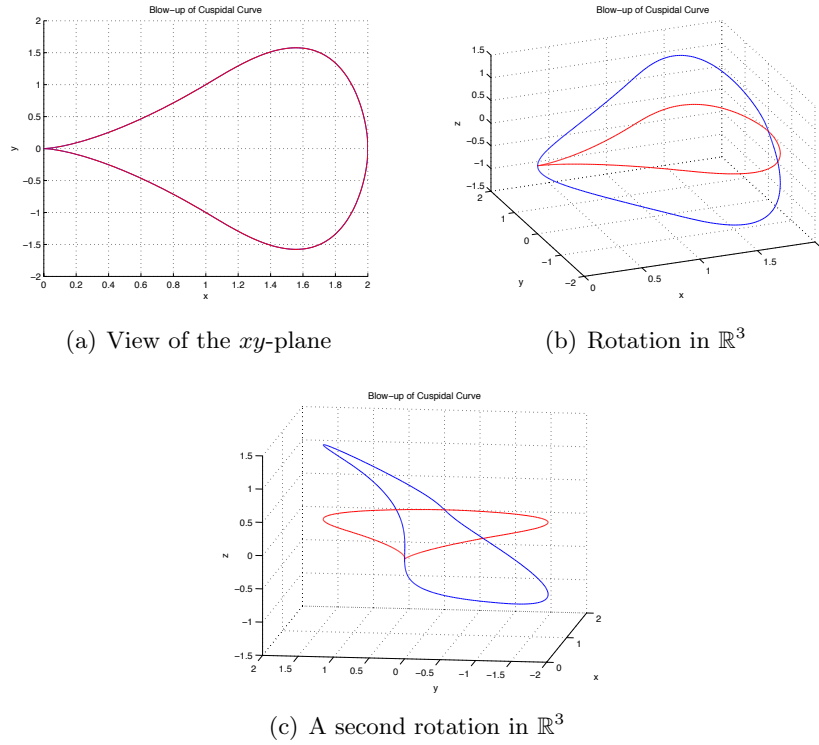 Blow-up of Cuspidal Curve
2
1.5
1
0.5
0
-0.5
-1
-1.5
-2
y
0 0.2 0.4 0.6 0.8 1 1.2 1.4 1.6 1.8 2
x
(a) View of the xy-plane
Blow-up of Cuspidal Curve
1.5
1
0.5
0
-0.5
-1
-1.5
z
2
1
0
-1
-2
y
0 0.5 1 1.5
x
(b) Rotation in ℝ³
Blow-up of Cuspidal Curve
1.5
1
0.5
0
-0.5
-1
-1.5
z
2 1.5 1 0.5 0 -0.5 -1 -1.5 -2
y
0
1
2
x
(c) A second rotation in ℝ³